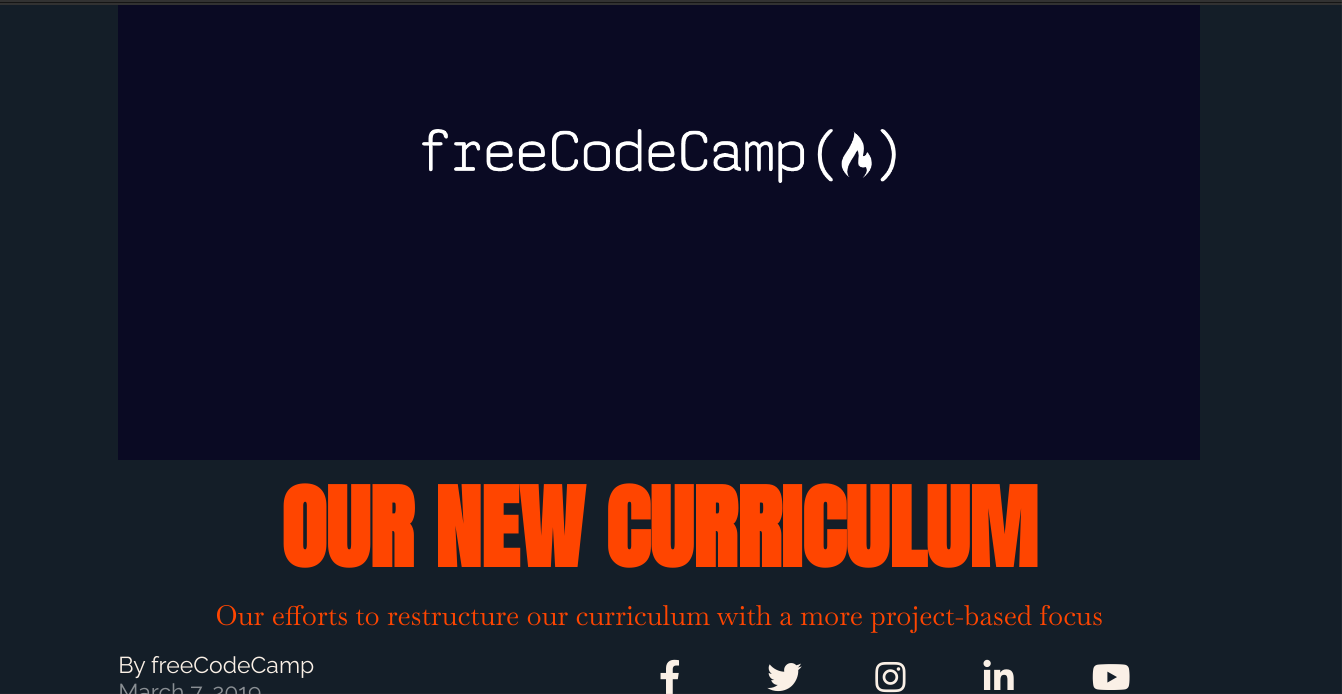 freeCodeCamp(🔥)
OUR NEW CURRICULUM
Our efforts to restructure our curriculum with a more project-based focus
By freeCodeCamp
March 7, 2019